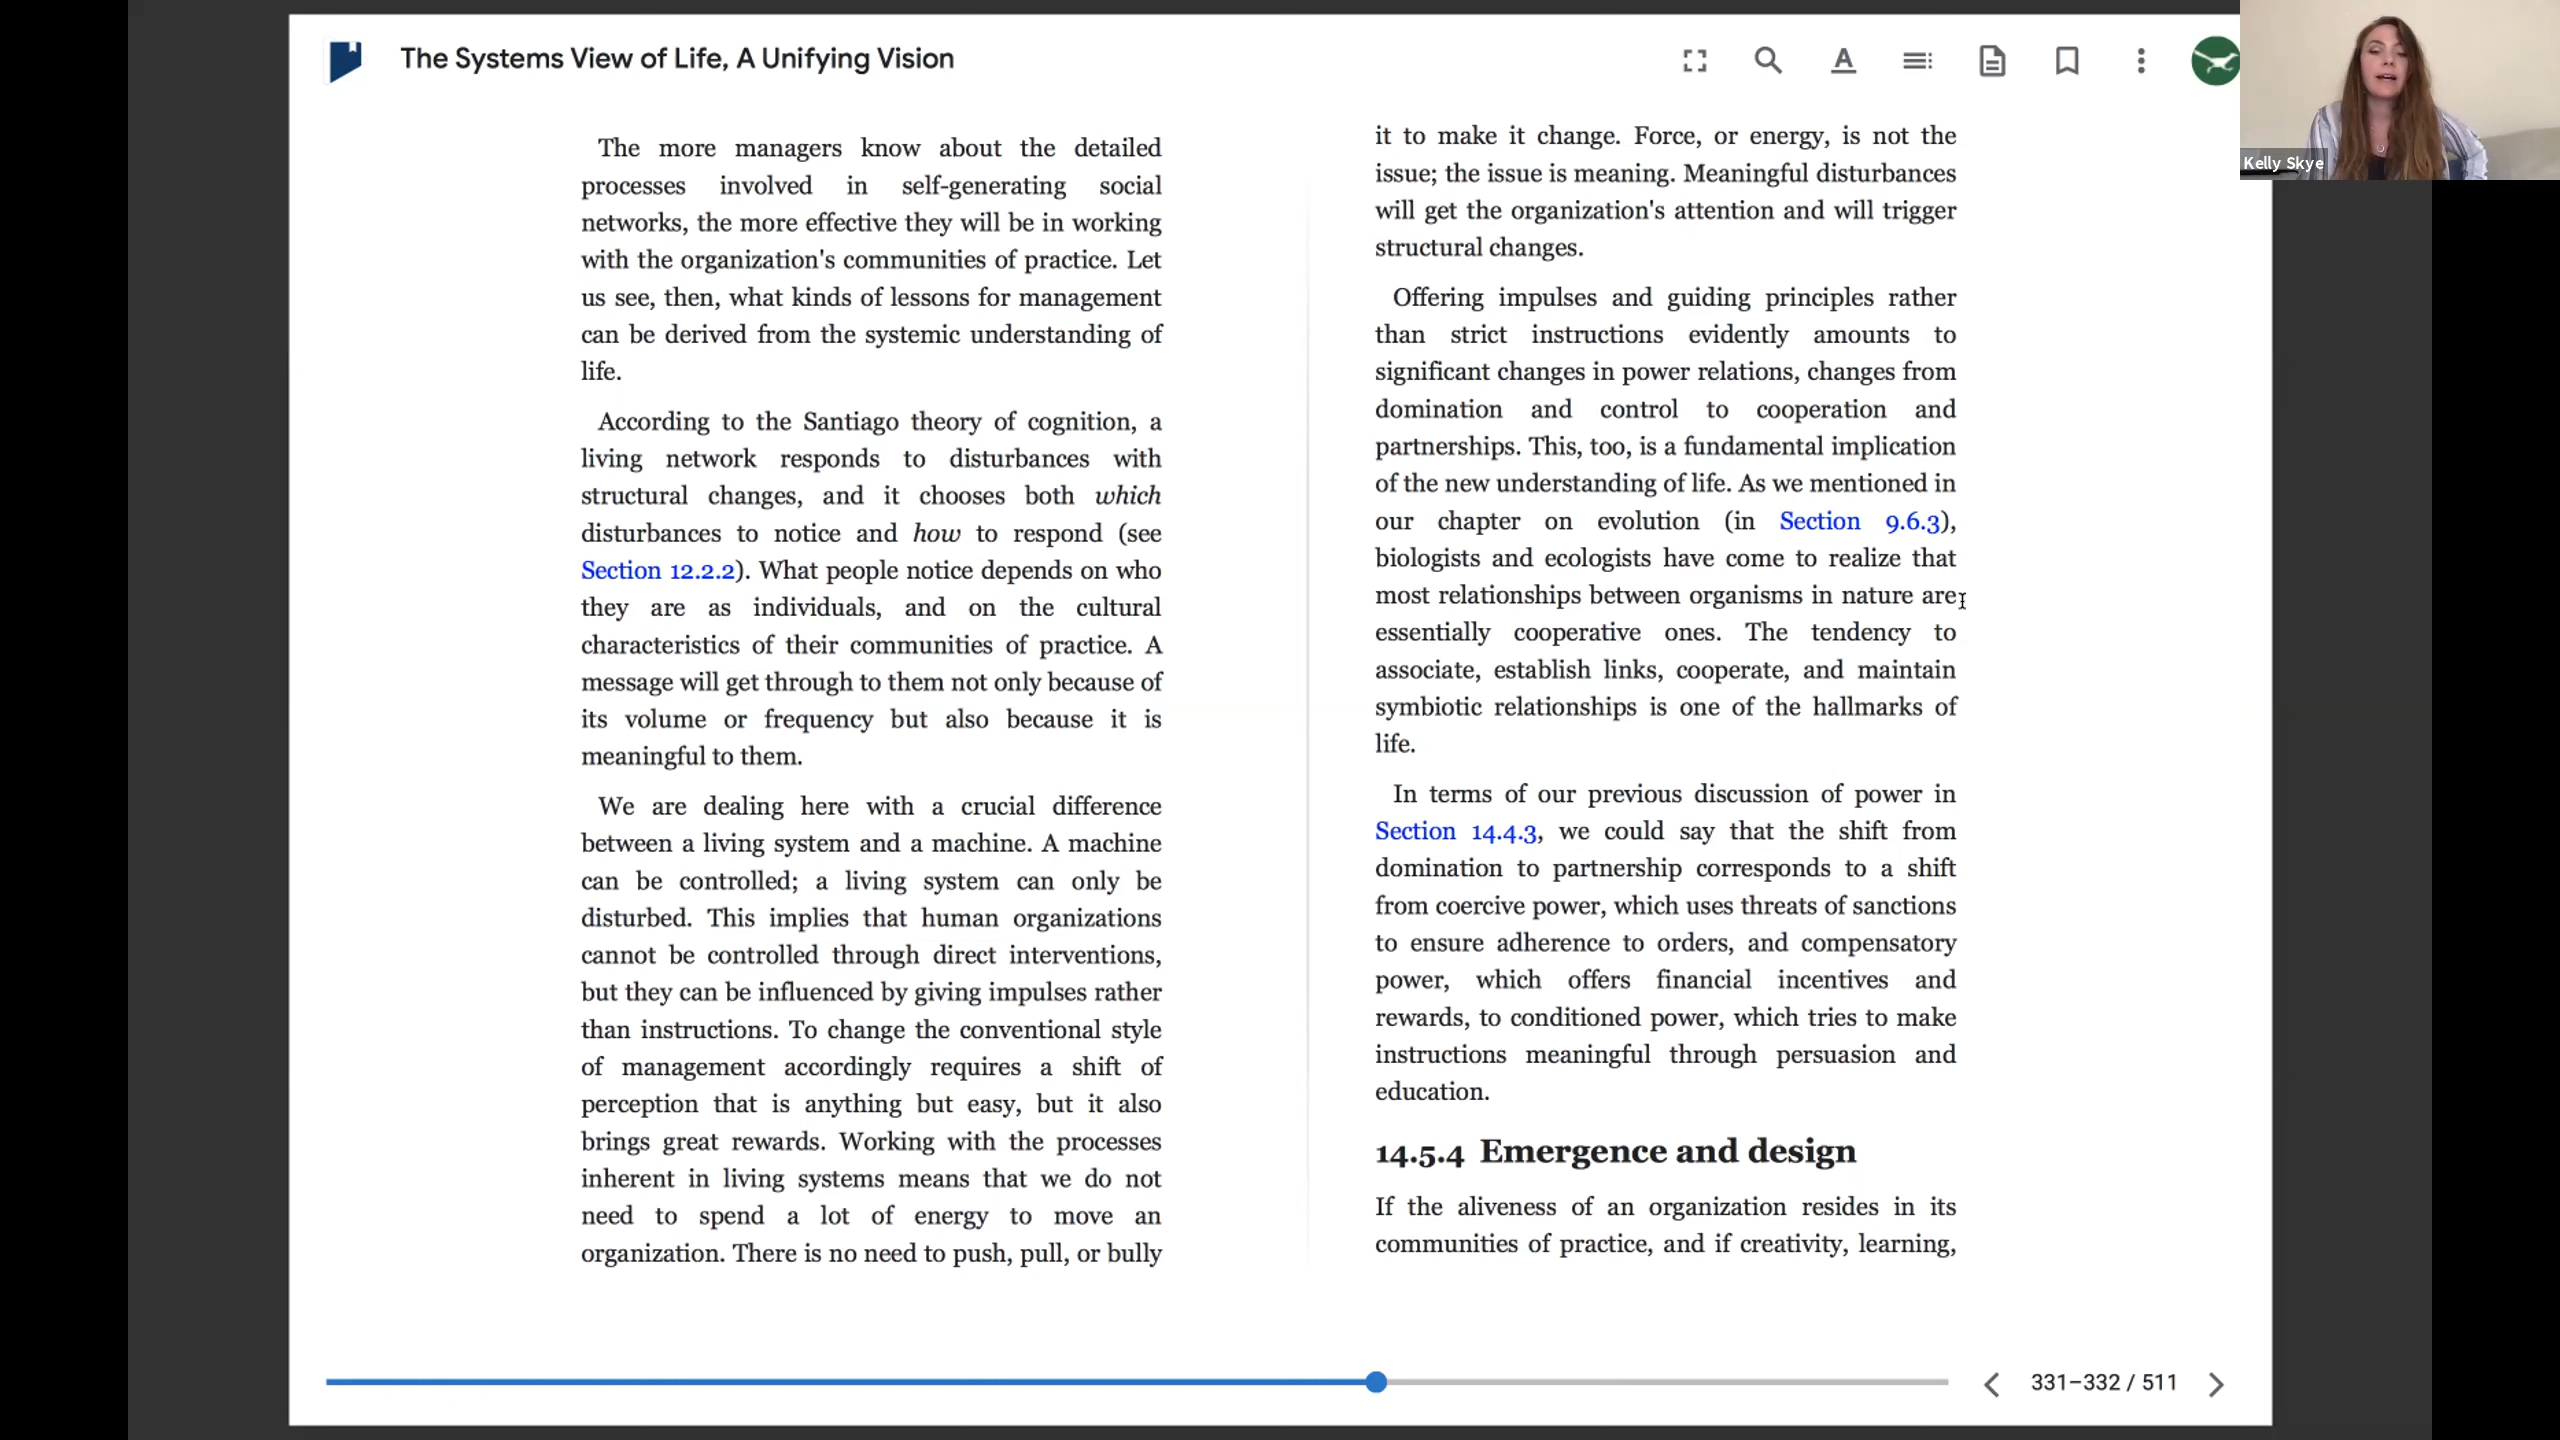 The Systems View of Life, A Unifying Vision
A
Kelly Skye
The more managers know about the detailed
processes involved in self-generating social
networks, the more effective they will be in working
with the organization's communities of practice. Let
us see, then, what kinds of lessons for management
can be derived from the systemic understanding of
life.
According to the Santiago theory of cognition, a
living network responds to disturbances with
structural changes, and it chooses both which
disturbances to notice and how to respond (see
Section 12.2.2). What people notice depends on who
they are as individuals, and on the cultural
characteristics of their communities of practice. A
message will get through to them not only because of
its volume or frequency but also because it is
meaningful to them.
We are dealing here with a crucial difference
between a living system and a machine. A machine
can be controlled; a living system can only be
disturbed. This implies that human organizations
cannot be controlled through direct interventions,
but they can be influenced by giving impulses rather
than instructions. To change the conventional style
of management accordingly requires a shift of
perception that is anything but easy, but it also
brings great rewards. Working with the processes
inherent in living systems means that we do not
need to spend a lot of energy to move an
organization. There is no need to push, pull, or bully
it to make it change. Force, or energy, is not the
issue; the issue is meaning. Meaningful disturbances
will get the organization's attention and will trigger
structural changes.
Offering impulses and guiding principles rather
than strict instructions evidently amounts to
significant changes in power relations, changes from
domination and control to cooperation and
partnerships. This, too, is a fundamental implication
of the new understanding of life. As we mentioned in
our chapter on evolution (in Section 9.6.3),
biologists and ecologists have come to realize that
most relationships between organisms in nature are
essentially cooperative ones. The tendency to
associate, establish links, cooperate, and maintain
symbiotic relationships is one of the hallmarks of
life.
In terms of our previous discussion of power in
Section 14.4.3, we could say that the shift from
domination to partnership corresponds to a shift
from coercive power, which uses threats of sanctions
to ensure adherence to orders, and compensatory
power, which offers financial incentives and
rewards, to conditioned power, which tries to make
instructions meaningful through persuasion and
education.
14.5.4 Emergence and design
If the aliveness of an organization resides in its
communities of practice, and if creativity, learning,
331–332 / 511